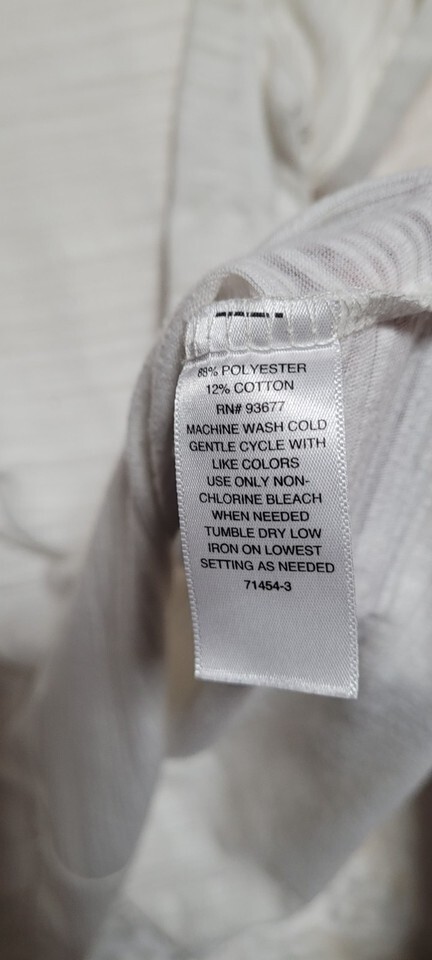 88% POLYESTER
12% COTTON
RN# 93677
MACHINE WASH COLD
GENTLE CYCLE WITH
LIKE COLORS
USE ONLY NON-
CHLORINE BLEACH
WHEN NEEDED
TUMBLE DRY LOW
IRON ON LOWEST
SETTING AS NEEDED
71454-3